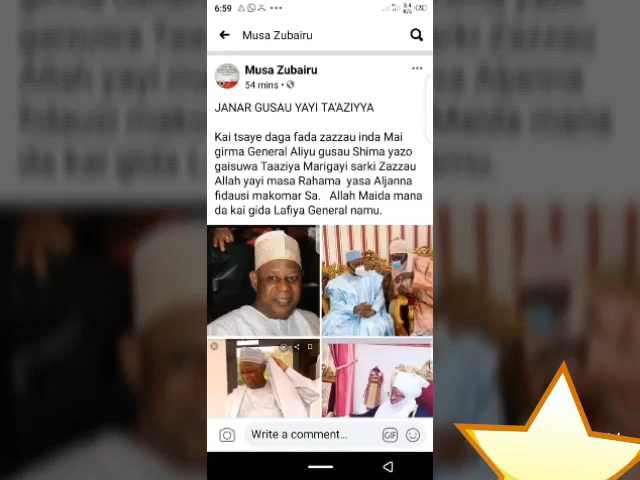 6:59
3.4
K/s
Musa Zubairu
Musa Zubairu
54 mins
JANAR GUSAU YAYI TA'AZIYYA
Kai tsaye daga fada zazzau inda Mai
girma General Aliyu gusau Shima yazo
gaisuwa Taaziya Marigayi sarki Zazzau
Allah yayi masa Rahama yasa Aljanna
fidausi makomar Sa. Allah Maida mana
da kai gida Lafiya General namu.
Write a comment...
GIF